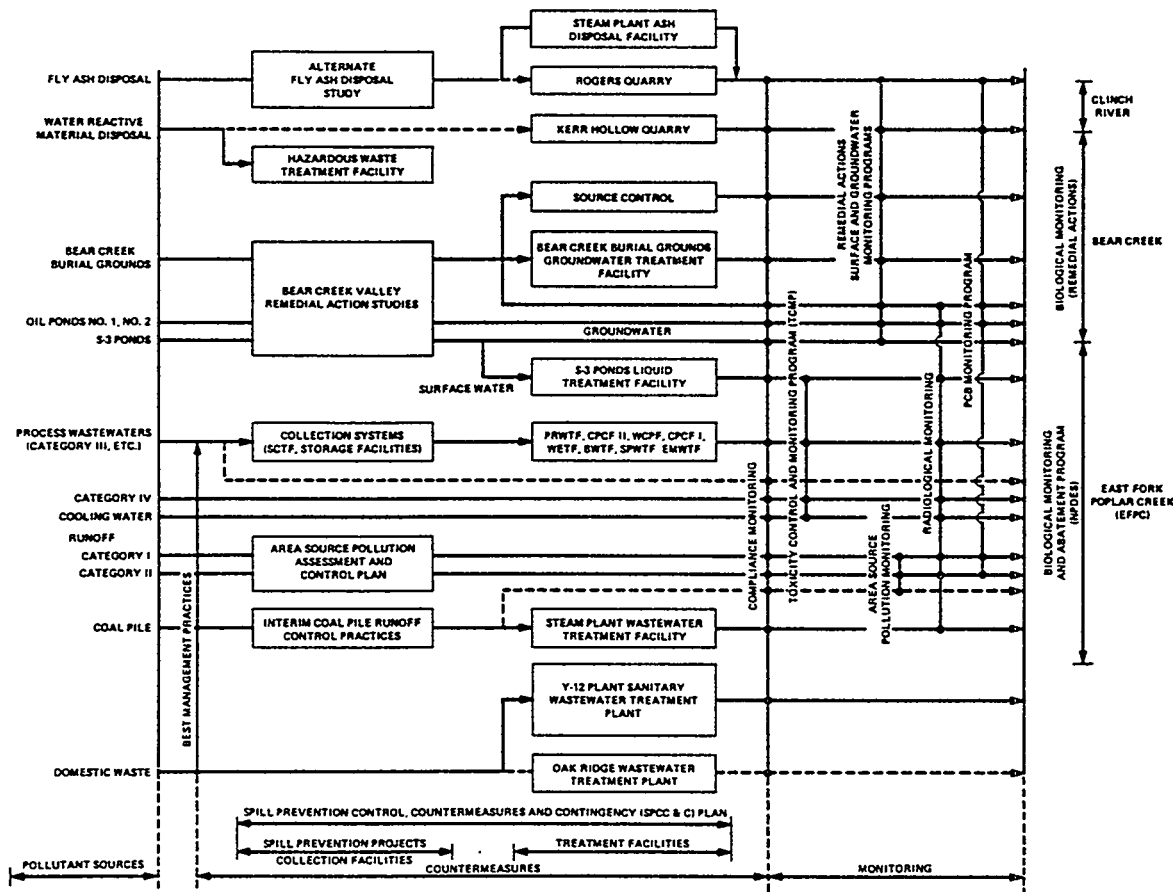 STEAM PLANT ASH
DISPOSAL FACILITY
FLY ASH DISPOSAL
ALTERNATE
FLY ASH DISPOSAL
STUDY
ROGERS QUARRY
CLINCH
RIVER
WATER REACTIVE
MATERIAL DISPOSAL
KERR HOLLOW QUARRY
HAZARDOUS WASTE
TREATMENT FACILITY
SOURCE CONTROL
REMEDIAL ACTIONS
SURFACE AND GROUNDWATER
MONITORING PROGRAMS
BIOLOGICAL MONITORING
(REMEDIAL ACTIONS)
BEAR CREEK
BEAR CREEK
BURIAL GROUNDS
BEAR CREEK VALLEY
REMEDIAL ACTION STUDIES
BEAR CREEK BURIAL GROUNDS
GROUNDWATER TREATMENT
FACILITY
OIL PONDS NO. 1, NO. 2
S-3 PONDS
GROUNDWATER
SURFACE WATER
S-3 PONDS LIQUID
TREATMENT FACILITY
COMPLIANCE MONITORING
TOXICITY CONTROL AND MONITORING PROGRAM (TCMP)
RADIOLOGICAL MONITORING
PCB MONITORING PROGRAM
PROCESS WASTEWATERS
(CATEGORY III, ETC.)
COLLECTION SYSTEMS
(SCTF, STORAGE FACILITIES)
PRWTF, CPCF II, WCPF, CPCF I,
WETF, BWTF, SPWTF EMWTF
BIOLOGICAL MONITORING
AND ABATEMENT PROGRAM
(NPDES)
EAST FORK
POPLAR CREEK
(EFPC)
CATEGORY IV
COOLING WATER
RUNOFF
CATEGORY I
CATEGORY II
AREA SOURCE POLLUTION
ASSESSMENT AND
CONTROL PLAN
AREA SOURCE
POLLUTION MONITORING
COAL PILE
INTERIM COAL PILE RUNOFF
CONTROL PRACTICES
STEAM PLANT WASTEWATER
TREATMENT FACILITY
BEST MANAGEMENT PRACTICES
Y-12 PLANT SANITARY
WASTEWATER TREATMENT
PLANT
DOMESTIC WASTE
OAK RIDGE WASTEWATER
TREATMENT PLANT
SPILL PREVENTION CONTROL, COUNTERMEASURES AND CONTINGENCY (SPCC & C) PLAN
SPILL PREVENTION PROJECTS
COLLECTION FACILITIES
TREATMENT FACILITIES
POLLUTANT SOURCES
COUNTERMEASURES
MONITORING